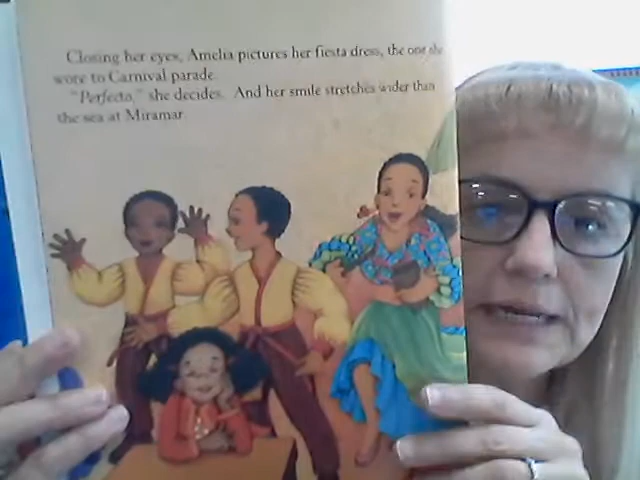 Closing her eyes, Amelia pictures her fiesta dress, the one she
wore to Carnival parade.
"Perfecto," she decides. And her smile stretches wider than
the sea at Miramar.